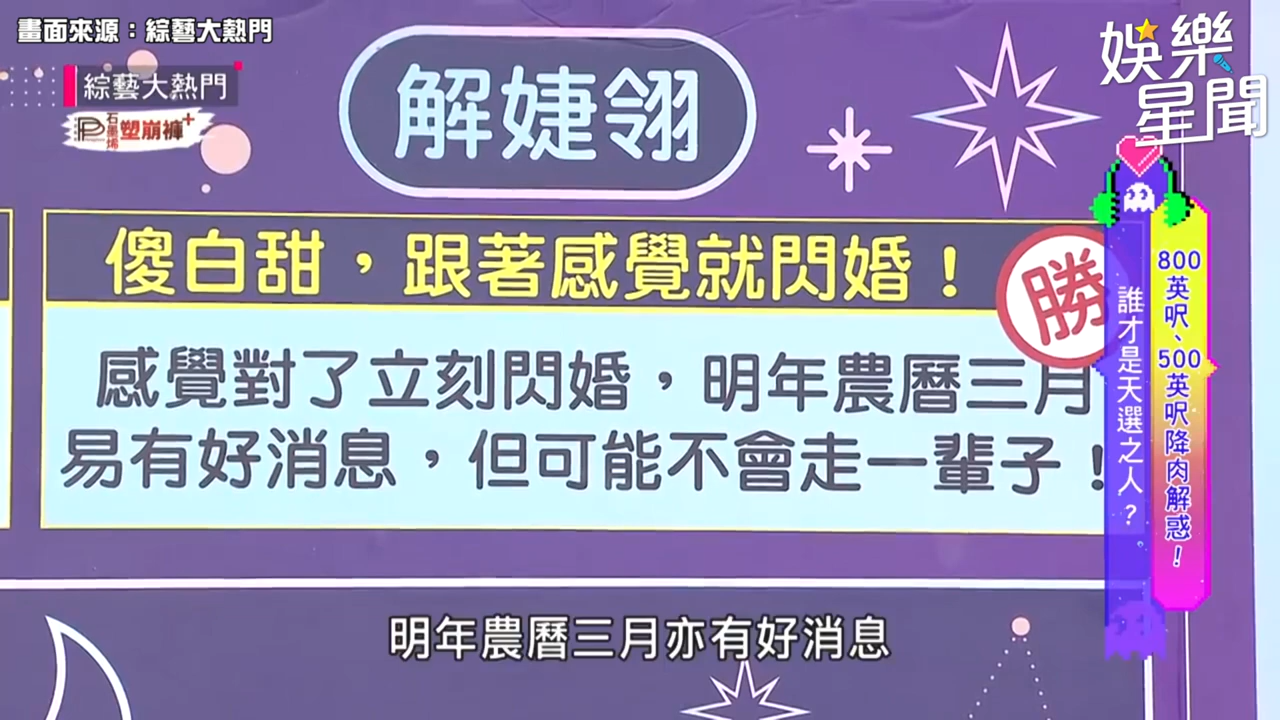 畫面來源：綜藝大熱門
綜藝大熱門
石墨烯
塑崩褲+
娛樂
星聞
解婕翎
傻白甜，跟著感覺就閃婚！
勝
感覺對了立刻閃婚，明年農曆三月
易有好消息，但可能不會走一輩子！
800英呎、500英呎降肉解惑！
誰才是天選之人？
明年農曆三月亦有好消息